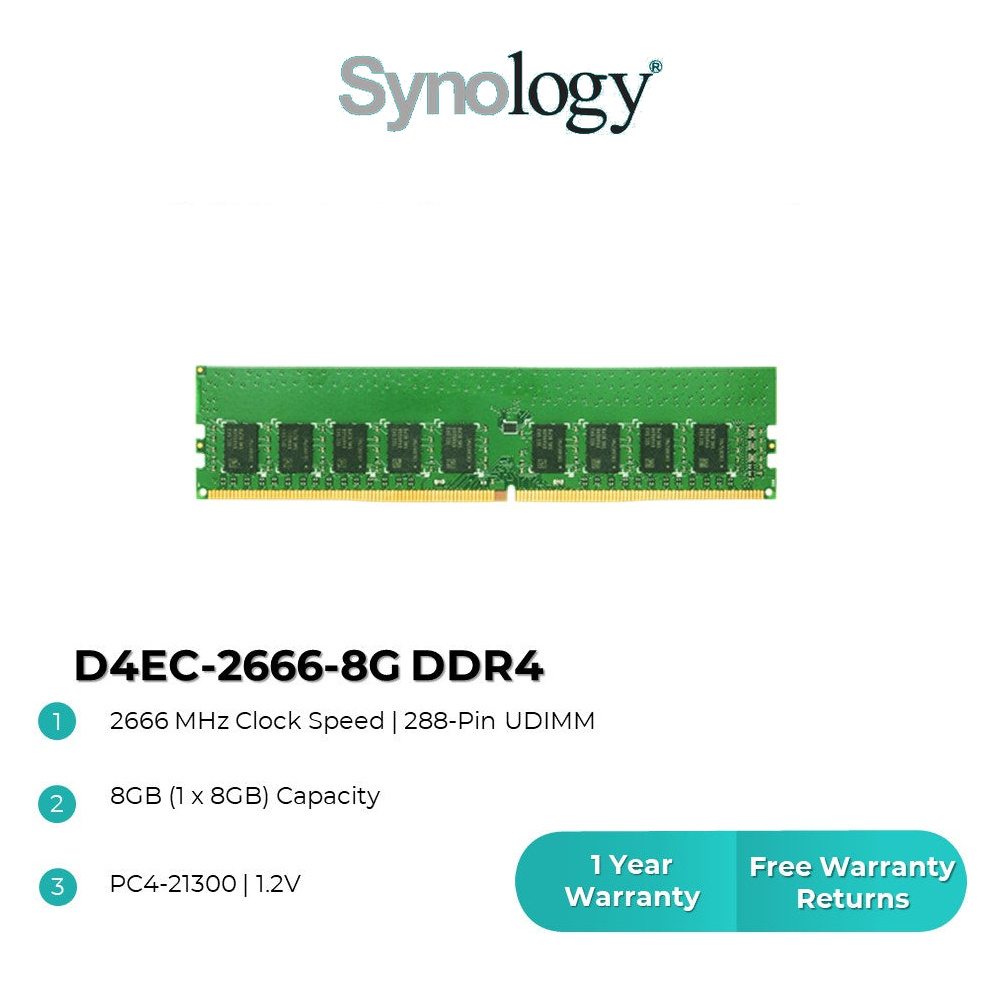 Synology®
D4EC-2666-8G DDR4
1 2666 MHz Clock Speed | 288-Pin UDIMM
2 8GB (1 x 8GB) Capacity
3 PC4-21300 | 1.2V
1 Year
Warranty
Free Warranty
Returns